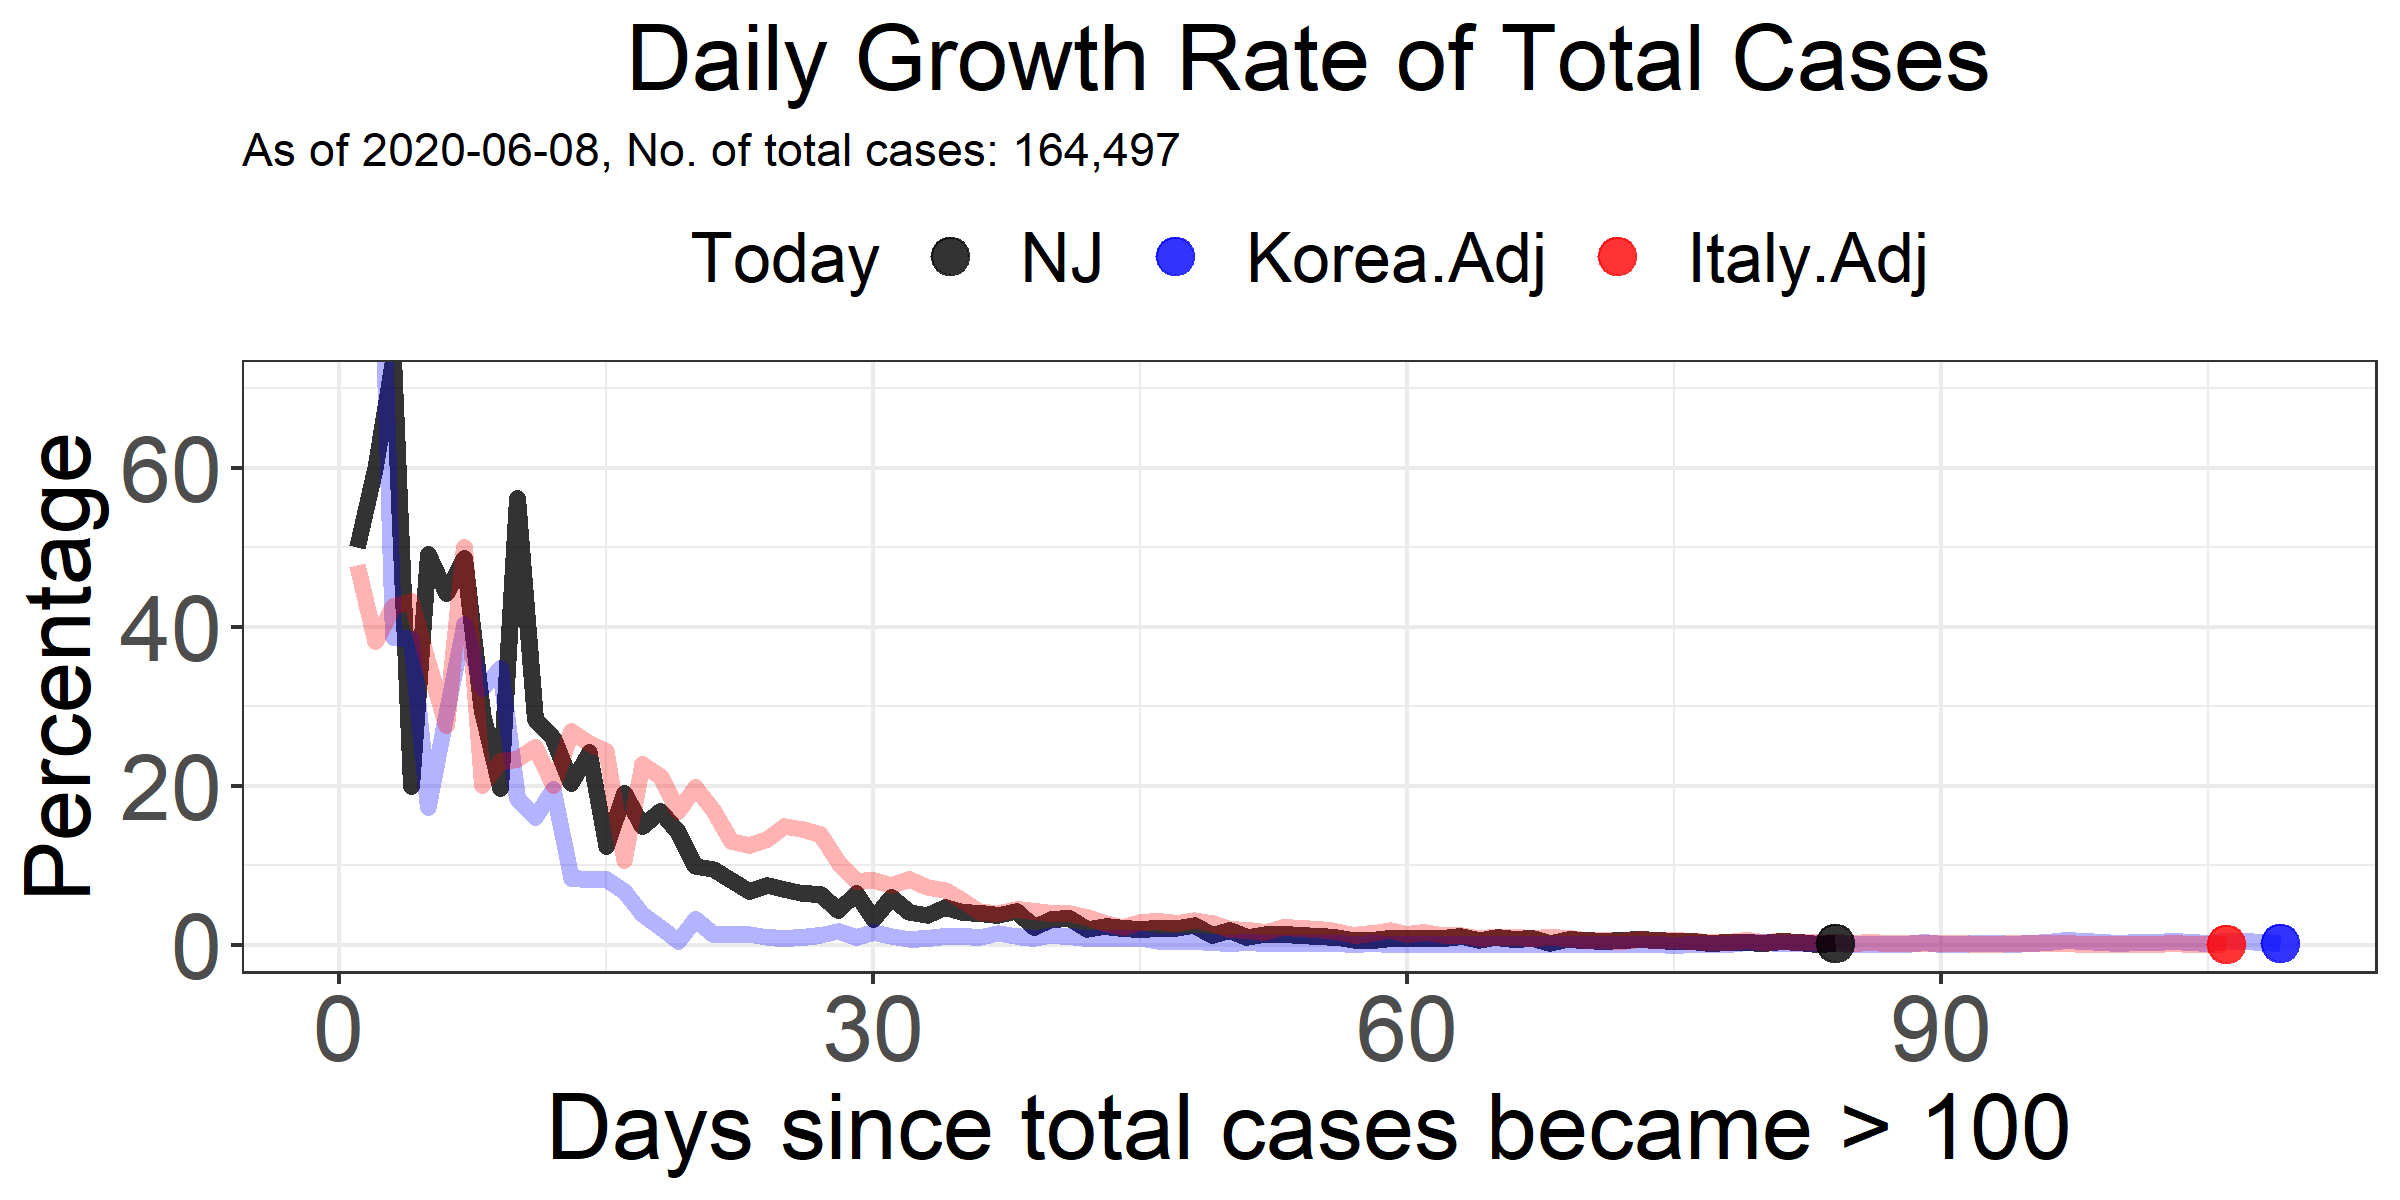 Daily Growth Rate of Total Cases
As of 2020-06-08, No. of total cases: 164,497
Today NJ Korea.Adj Italy.Adj
Percentage
60
40
20
0
0 30 60 90
Days since total cases became > 100